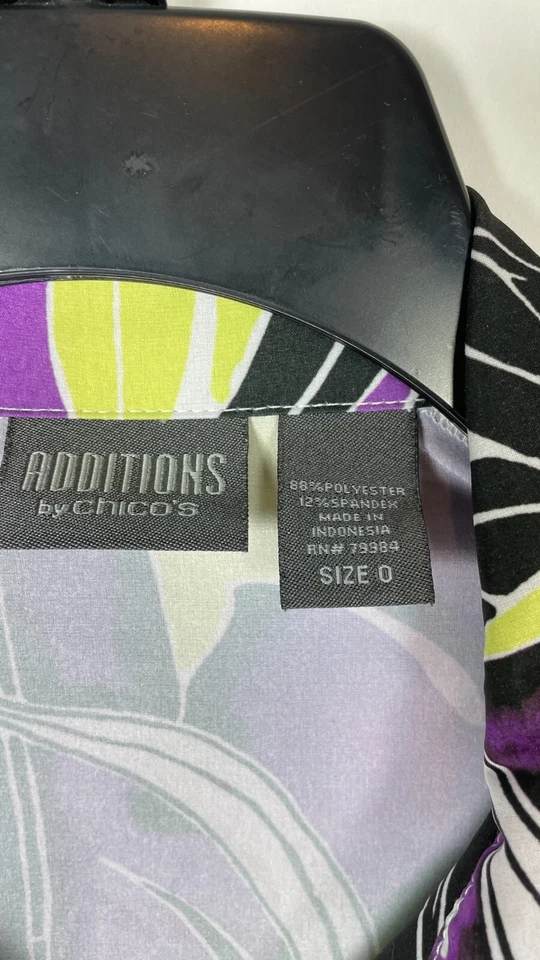 ADDITIONS
by chico's
88%POLYESTER
12%SPANDEX
MADE IN
INDONESIA
RN# 79984
SIZE 0